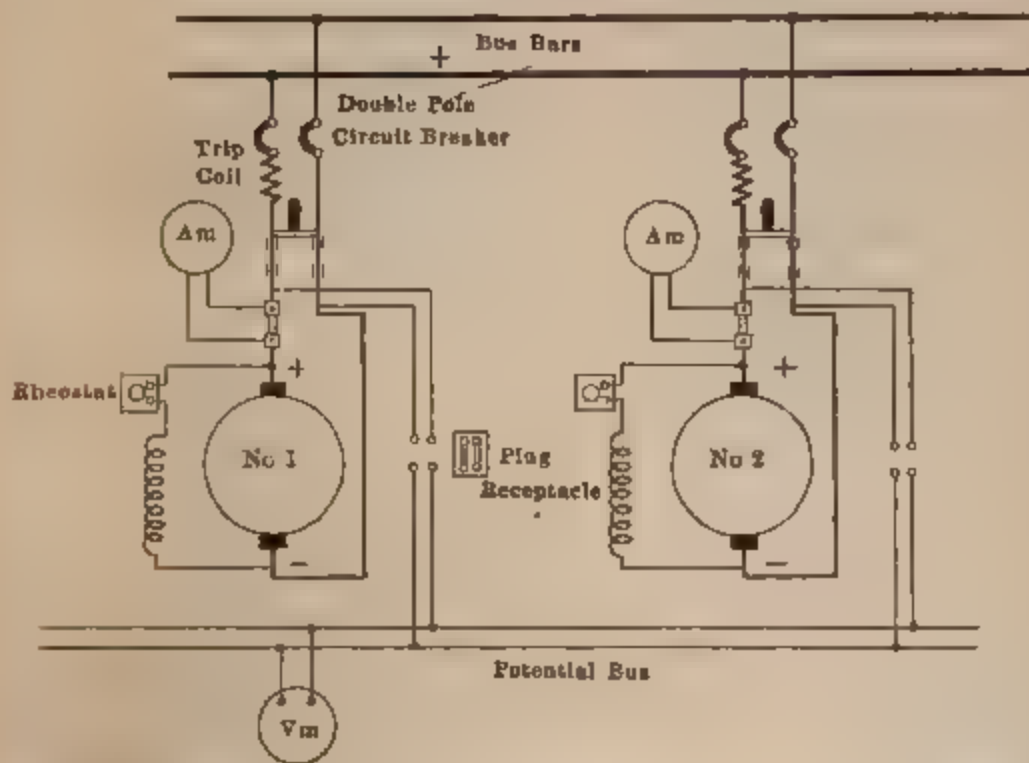 Bus Bars
+
Double Pole
Circuit Breaker
Trip
Coil
Am
Am
+
+
Rheostat
No 1
No 2
Plug
Receptacle
−
−
Potential Bus
Vm